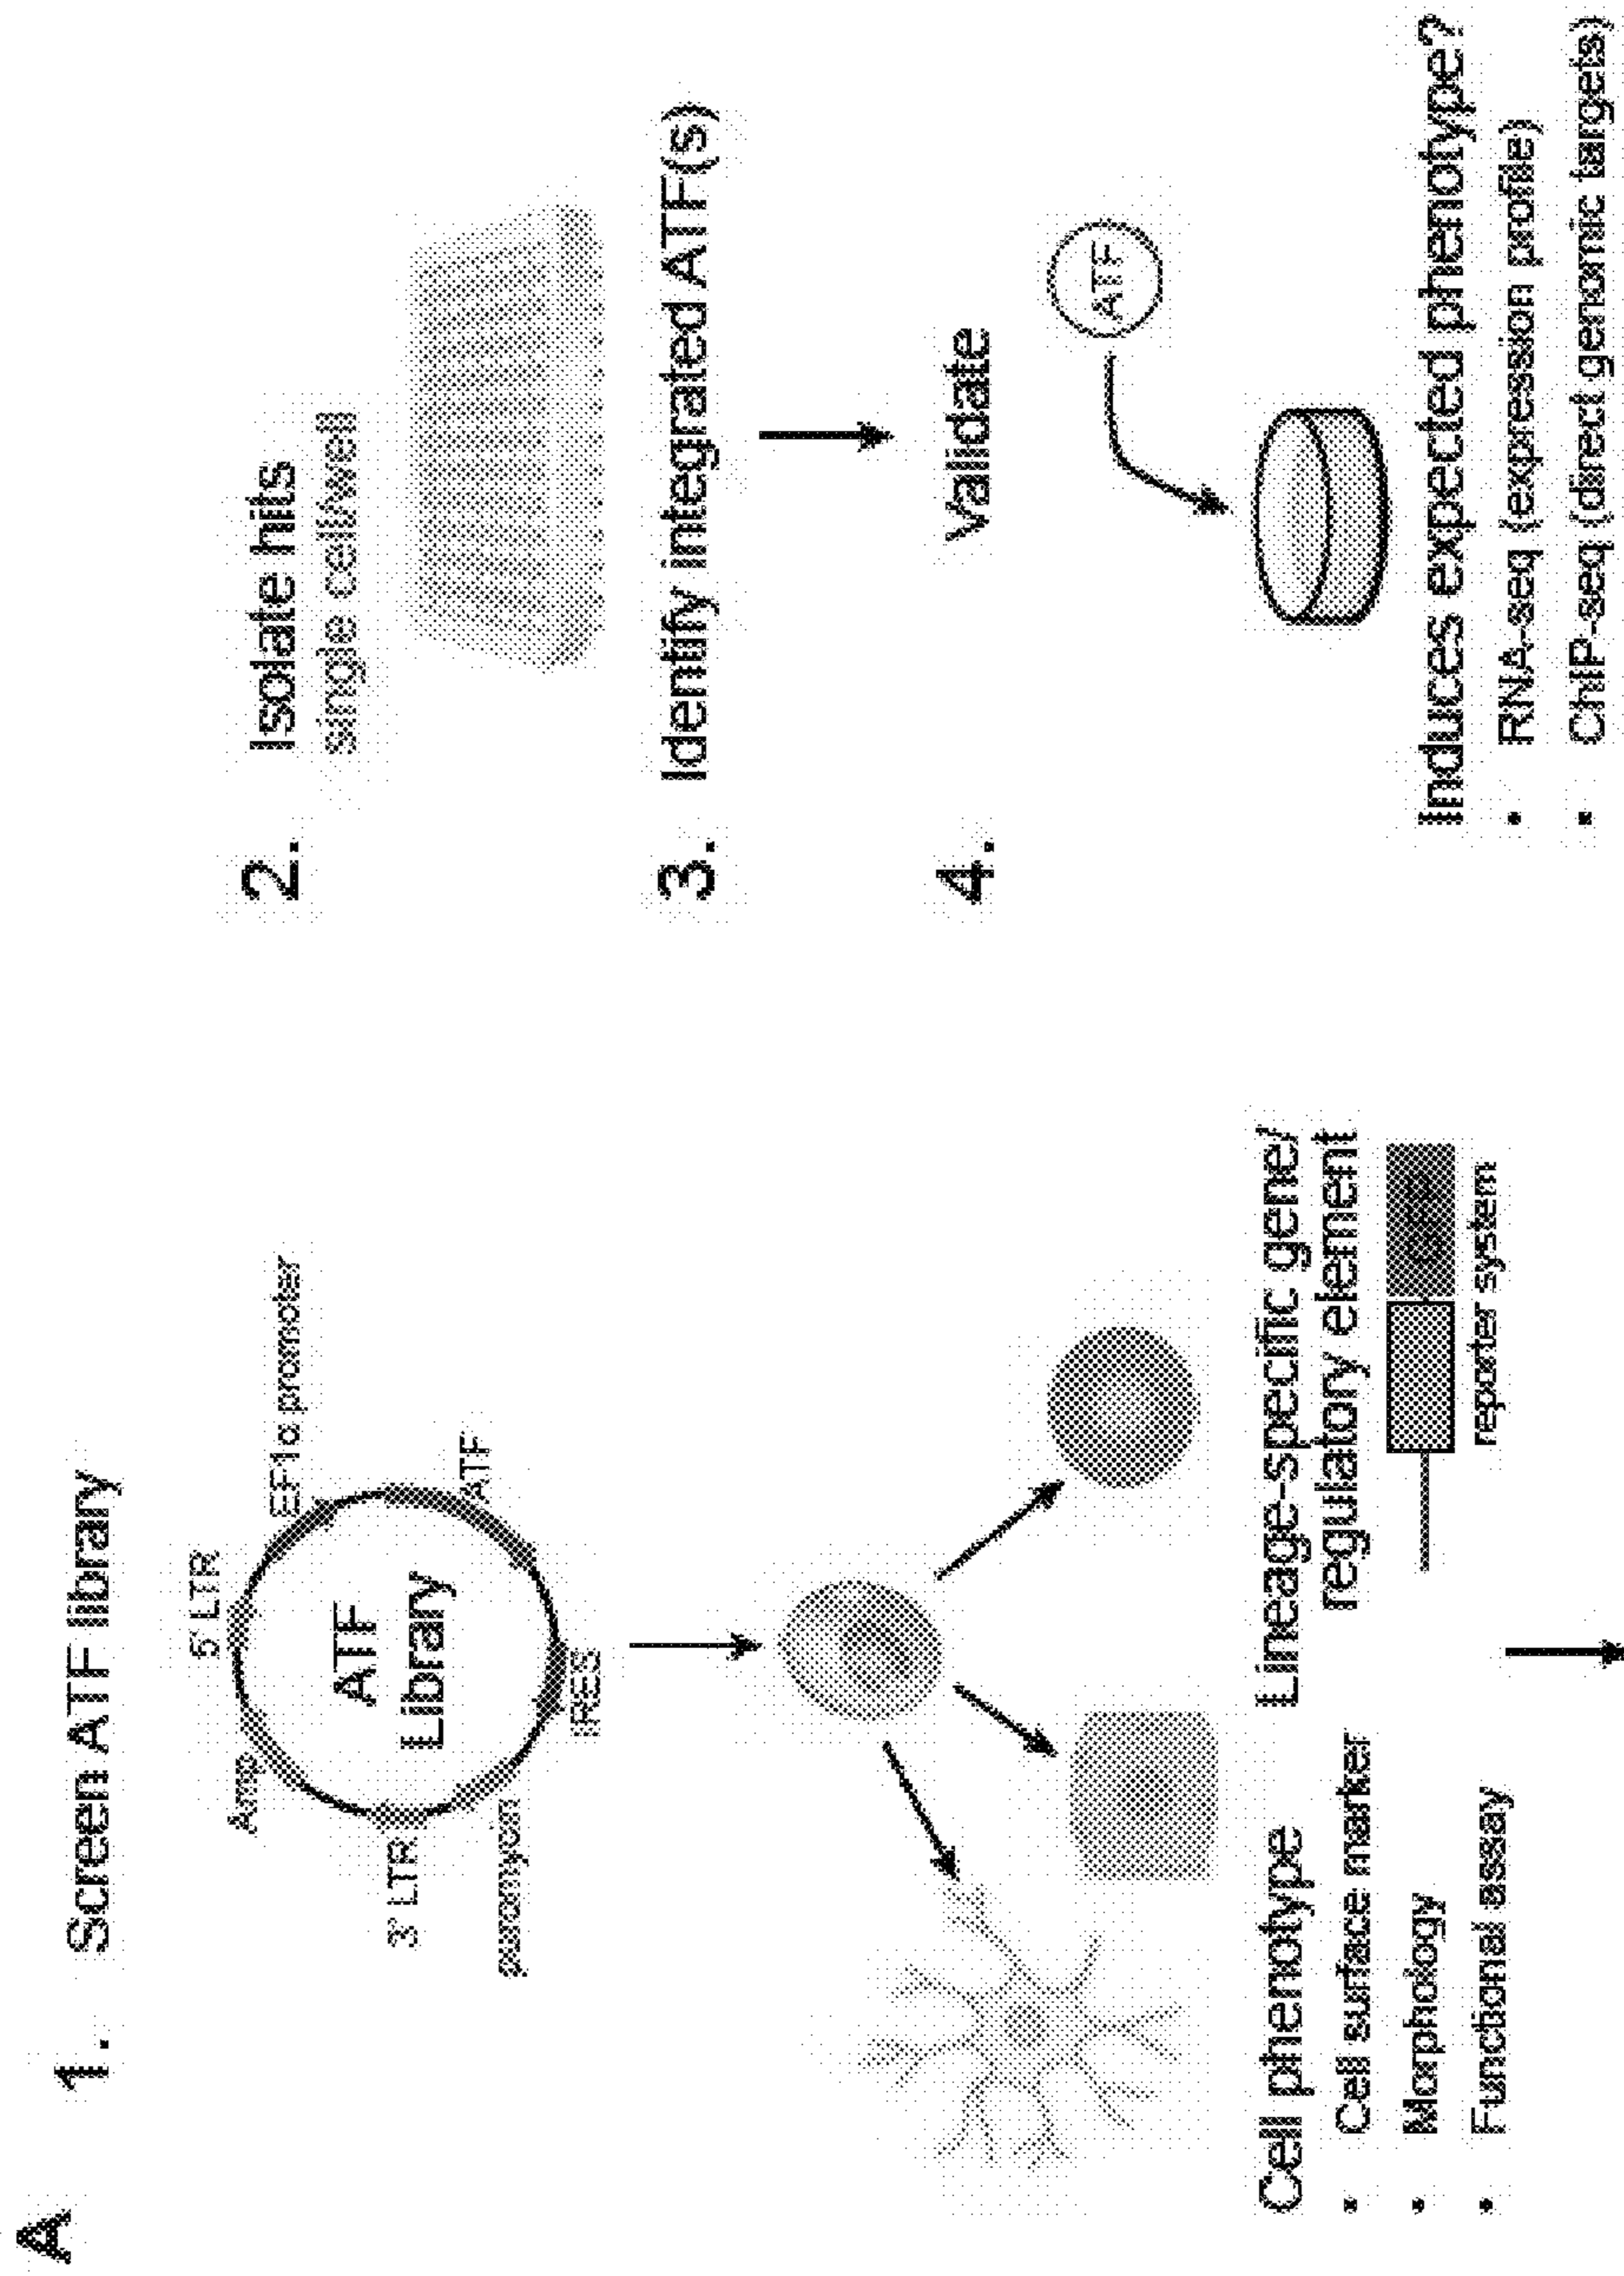 A
1. Screen ATF library
5' LTR
EF1α promoter
Amp
ATF
Library
ATF
3' LTR
IRES
puromycin
Cell phenotype
• Cell surface marker
• Morphology
• Functional assay
Lineage-specific gene/
regulatory element
reporter system
2. Isolate hits
single cell/well
3. Identify integrated ATF(s)
4. Validate
ATF
Induces expected phenotype?
• RNA-seq (expression profile)
• ChIP-seq (direct genomic targets)